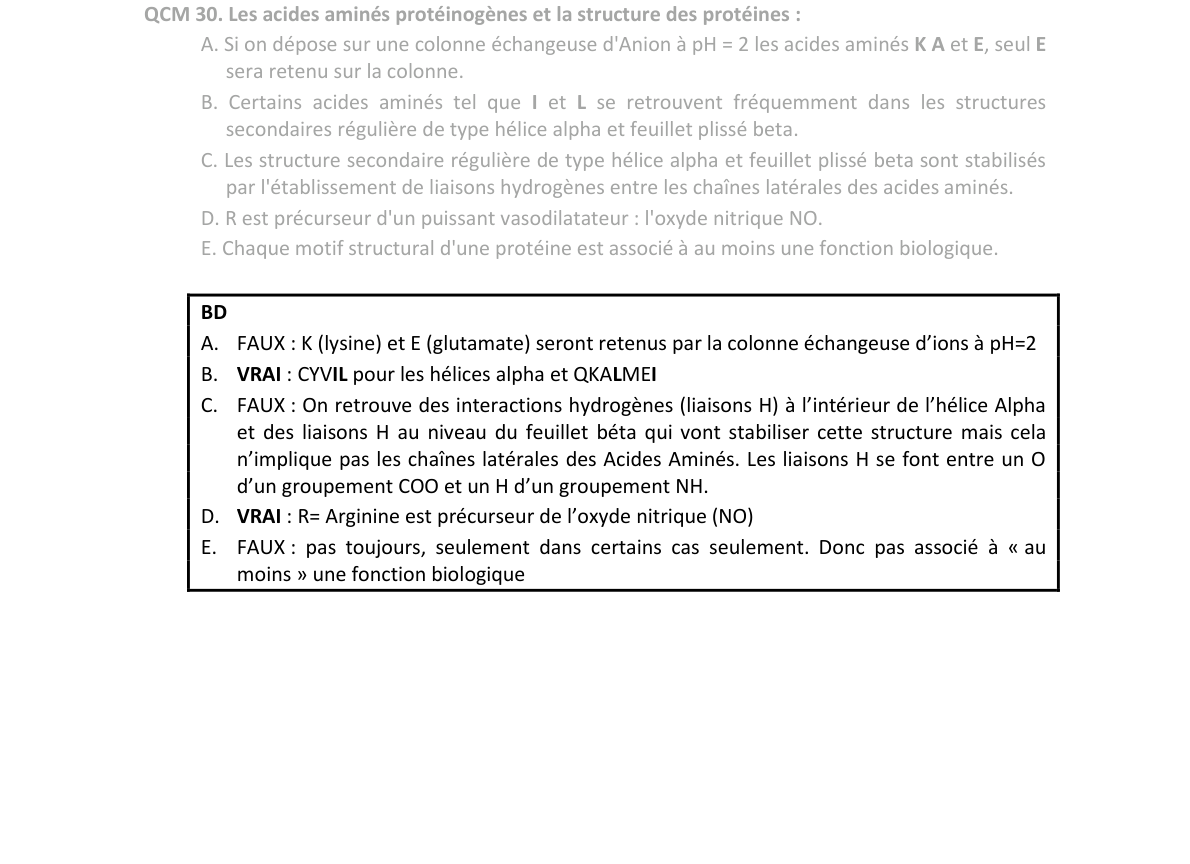 QCM 30. Les acides aminés protéinogènes et la structure des protéines :
A. Si on dépose sur une colonne échangeuse d'Anion à pH = 2 les acides aminés K A et E, seul E
sera retenu sur la colonne.
B. Certains acides aminés tel que I et L se retrouvent fréquemment dans les structures
secondaires régulière de type hélice alpha et feuillet plissé beta.
C. Les structure secondaire régulière de type hélice alpha et feuillet plissé beta sont stabilisés
par l'établissement de liaisons hydrogènes entre les chaînes latérales des acides aminés.
D. R est précurseur d'un puissant vasodilatateur : l'oxyde nitrique NO.
E. Chaque motif structural d'une protéine est associé à au moins une fonction biologique.
BD
A. FAUX : K (lysine) et E (glutamate) seront retenus par la colonne échangeuse d’ions à pH=2
B. VRAI : CYVIL pour les hélices alpha et QKALMEI
C. FAUX : On retrouve des interactions hydrogènes (liaisons H) à l’intérieur de l’hélice Alpha
et des liaisons H au niveau du feuillet béta qui vont stabiliser cette structure mais cela
n’implique pas les chaînes latérales des Acides Aminés. Les liaisons H se font entre un O
d’un groupement COO et un H d’un groupement NH.
D. VRAI : R= Arginine est précurseur de l’oxyde nitrique (NO)
E. FAUX : pas toujours, seulement dans certains cas seulement. Donc pas associé à « au
moins » une fonction biologique